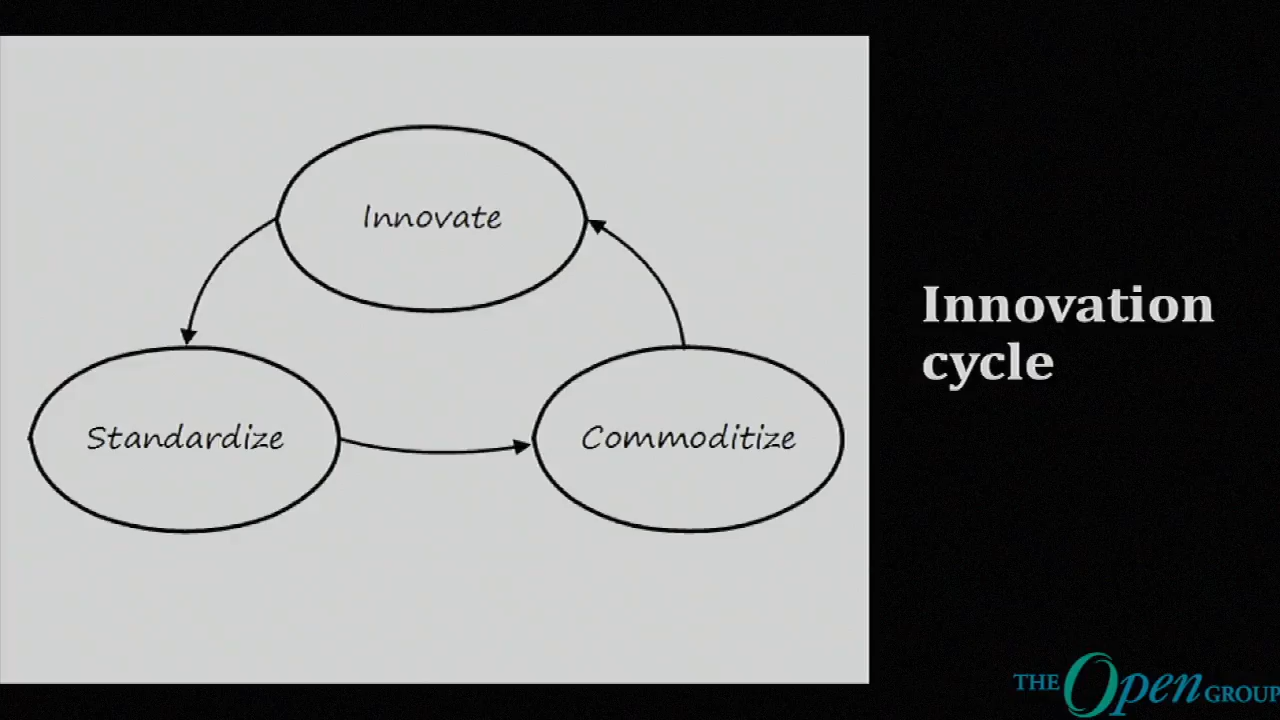 Innovate
Standardize
Commoditize
Innovation
cycle
THE Open GROUP